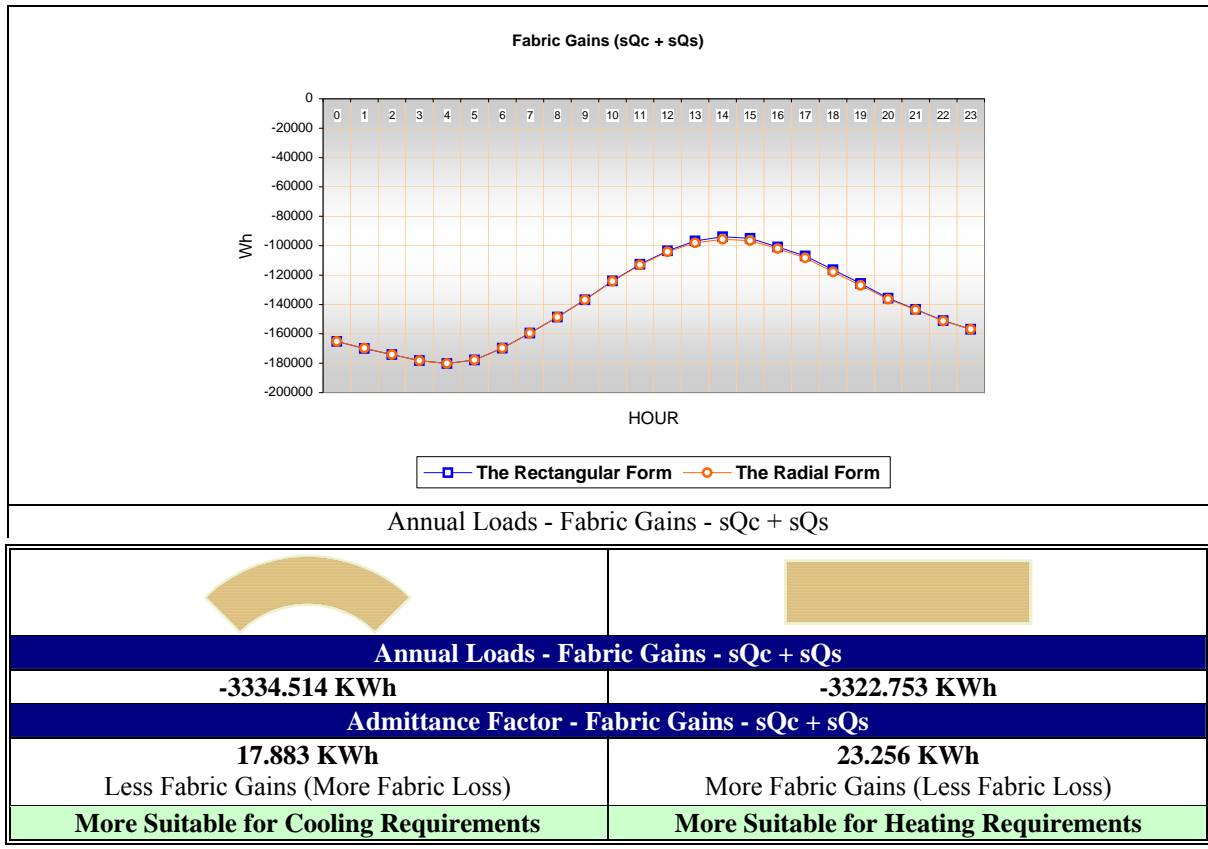 Fabric Gains (sQc + sQs)
0
-20000
-40000
-60000
-80000
-100000
-120000
-140000
-160000
-180000
-200000
0 1 2 3 4 5 6 7 8 9 10 11 12 13 14 15 16 17 18 19 20 21 22 23
Wh
HOUR
The Rectangular Form The Radial Form
Annual Loads - Fabric Gains - sQc + sQs
Annual Loads - Fabric Gains - sQc + sQs
-3334.514 KWh -3322.753 KWh
Admittance Factor - Fabric Gains - sQc + sQs
17.883 KWh 23.256 KWh
Less Fabric Gains (More Fabric Loss) More Fabric Gains (Less Fabric Loss)
More Suitable for Cooling Requirements More Suitable for Heating Requirements